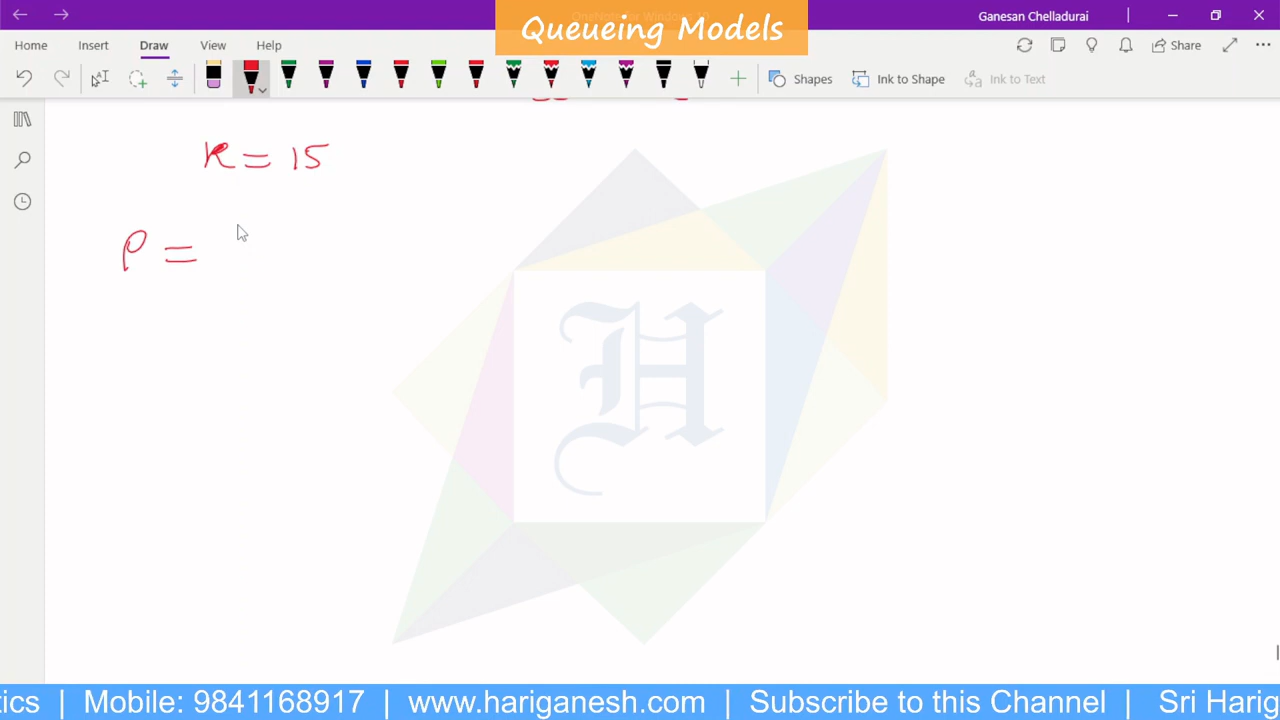 Queueing Models
Ganesan Chelladurai
Home Insert Draw View Help
Share
Shapes Ink to Shape Ink to Text
K = 15
ρ =
H
tics | Mobile: 9841168917 | www.hariganesh.com | Subscribe to this Channel | Sri Harig